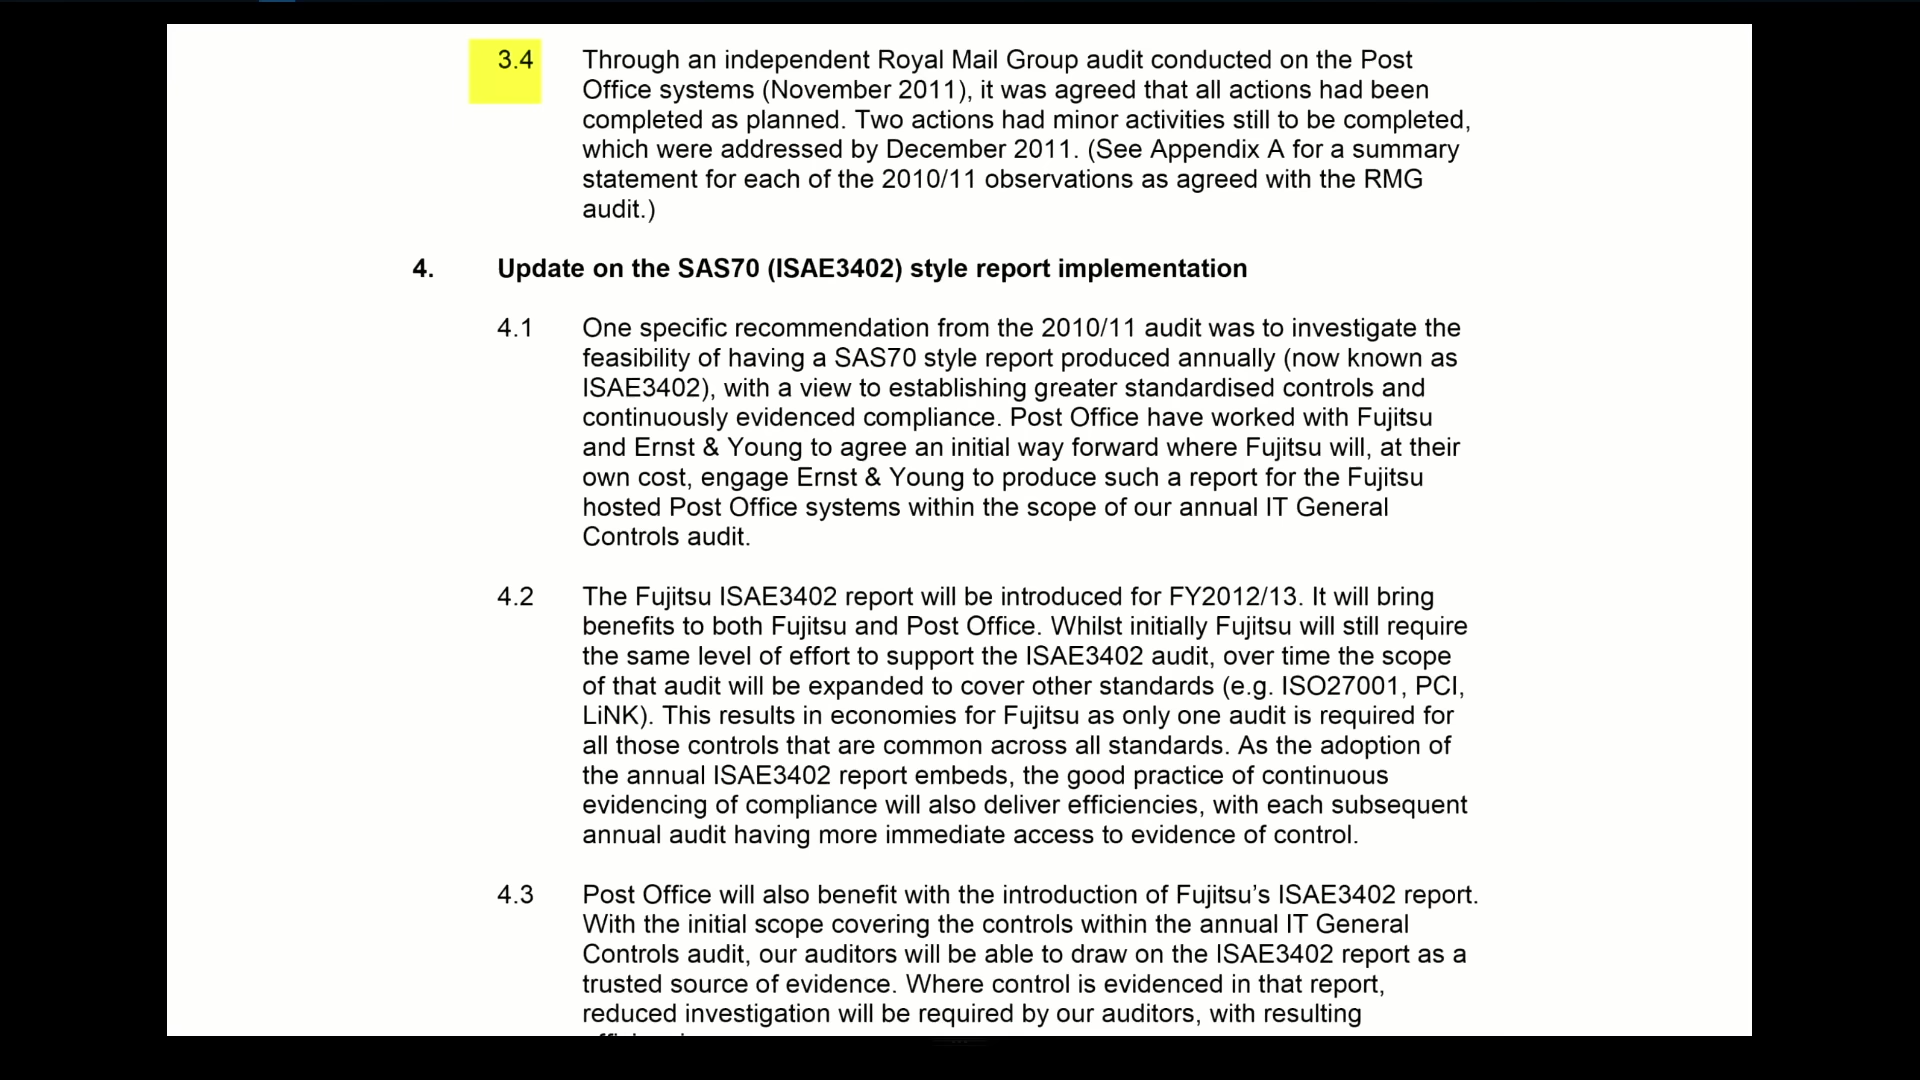 3.4 Through an independent Royal Mail Group audit conducted on the Post
Office systems (November 2011), it was agreed that all actions had been
completed as planned. Two actions had minor activities still to be completed,
which were addressed by December 2011. (See Appendix A for a summary
statement for each of the 2010/11 observations as agreed with the RMG
audit.)
4. Update on the SAS70 (ISAE3402) style report implementation
4.1 One specific recommendation from the 2010/11 audit was to investigate the
feasibility of having a SAS70 style report produced annually (now known as
ISAE3402), with a view to establishing greater standardised controls and
continuously evidenced compliance. Post Office have worked with Fujitsu
and Ernst & Young to agree an initial way forward where Fujitsu will, at their
own cost, engage Ernst & Young to produce such a report for the Fujitsu
hosted Post Office systems within the scope of our annual IT General
Controls audit.
4.2 The Fujitsu ISAE3402 report will be introduced for FY2012/13. It will bring
benefits to both Fujitsu and Post Office. Whilst initially Fujitsu will still require
the same level of effort to support the ISAE3402 audit, over time the scope
of that audit will be expanded to cover other standards (e.g. ISO27001, PCI,
LiNK). This results in economies for Fujitsu as only one audit is required for
all those controls that are common across all standards. As the adoption of
the annual ISAE3402 report embeds, the good practice of continuous
evidencing of compliance will also deliver efficiencies, with each subsequent
annual audit having more immediate access to evidence of control.
4.3 Post Office will also benefit with the introduction of Fujitsu’s ISAE3402 report.
With the initial scope covering the controls within the annual IT General
Controls audit, our auditors will be able to draw on the ISAE3402 report as a
trusted source of evidence. Where control is evidenced in that report,
reduced investigation will be required by our auditors, with resulting